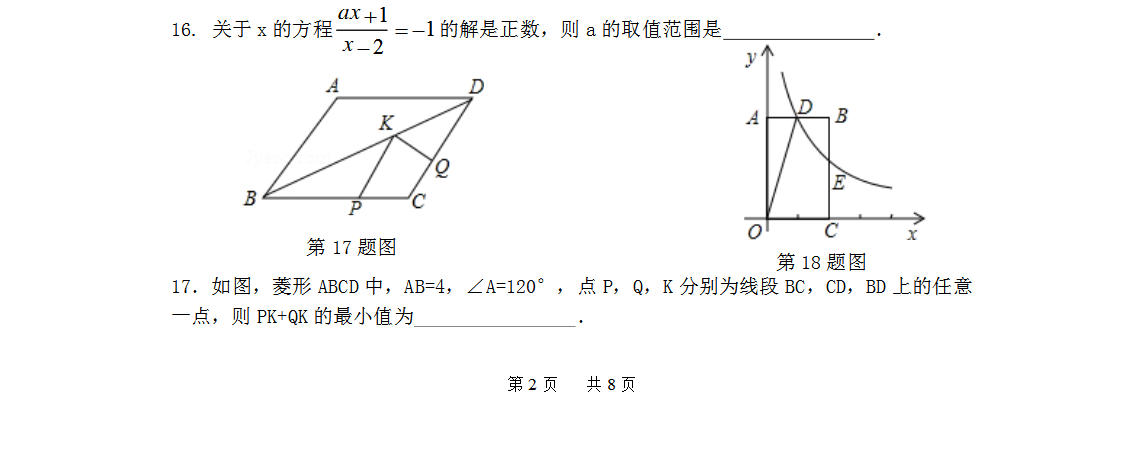 16. 关于 x 的方程 \frac{ax+1}{x-2}=-1 的解是正数，则 a 的取值范围是________________．
A D K B P C Q
y A D B E O C x
第 17 题图
第 18 题图
17．如图，菱形 ABCD 中，AB=4，∠A=120°，点 P，Q，K 分别为线段 BC，CD，BD 上的任意
一点，则 PK+QK 的最小值为________________．
第 2 页 共 8 页